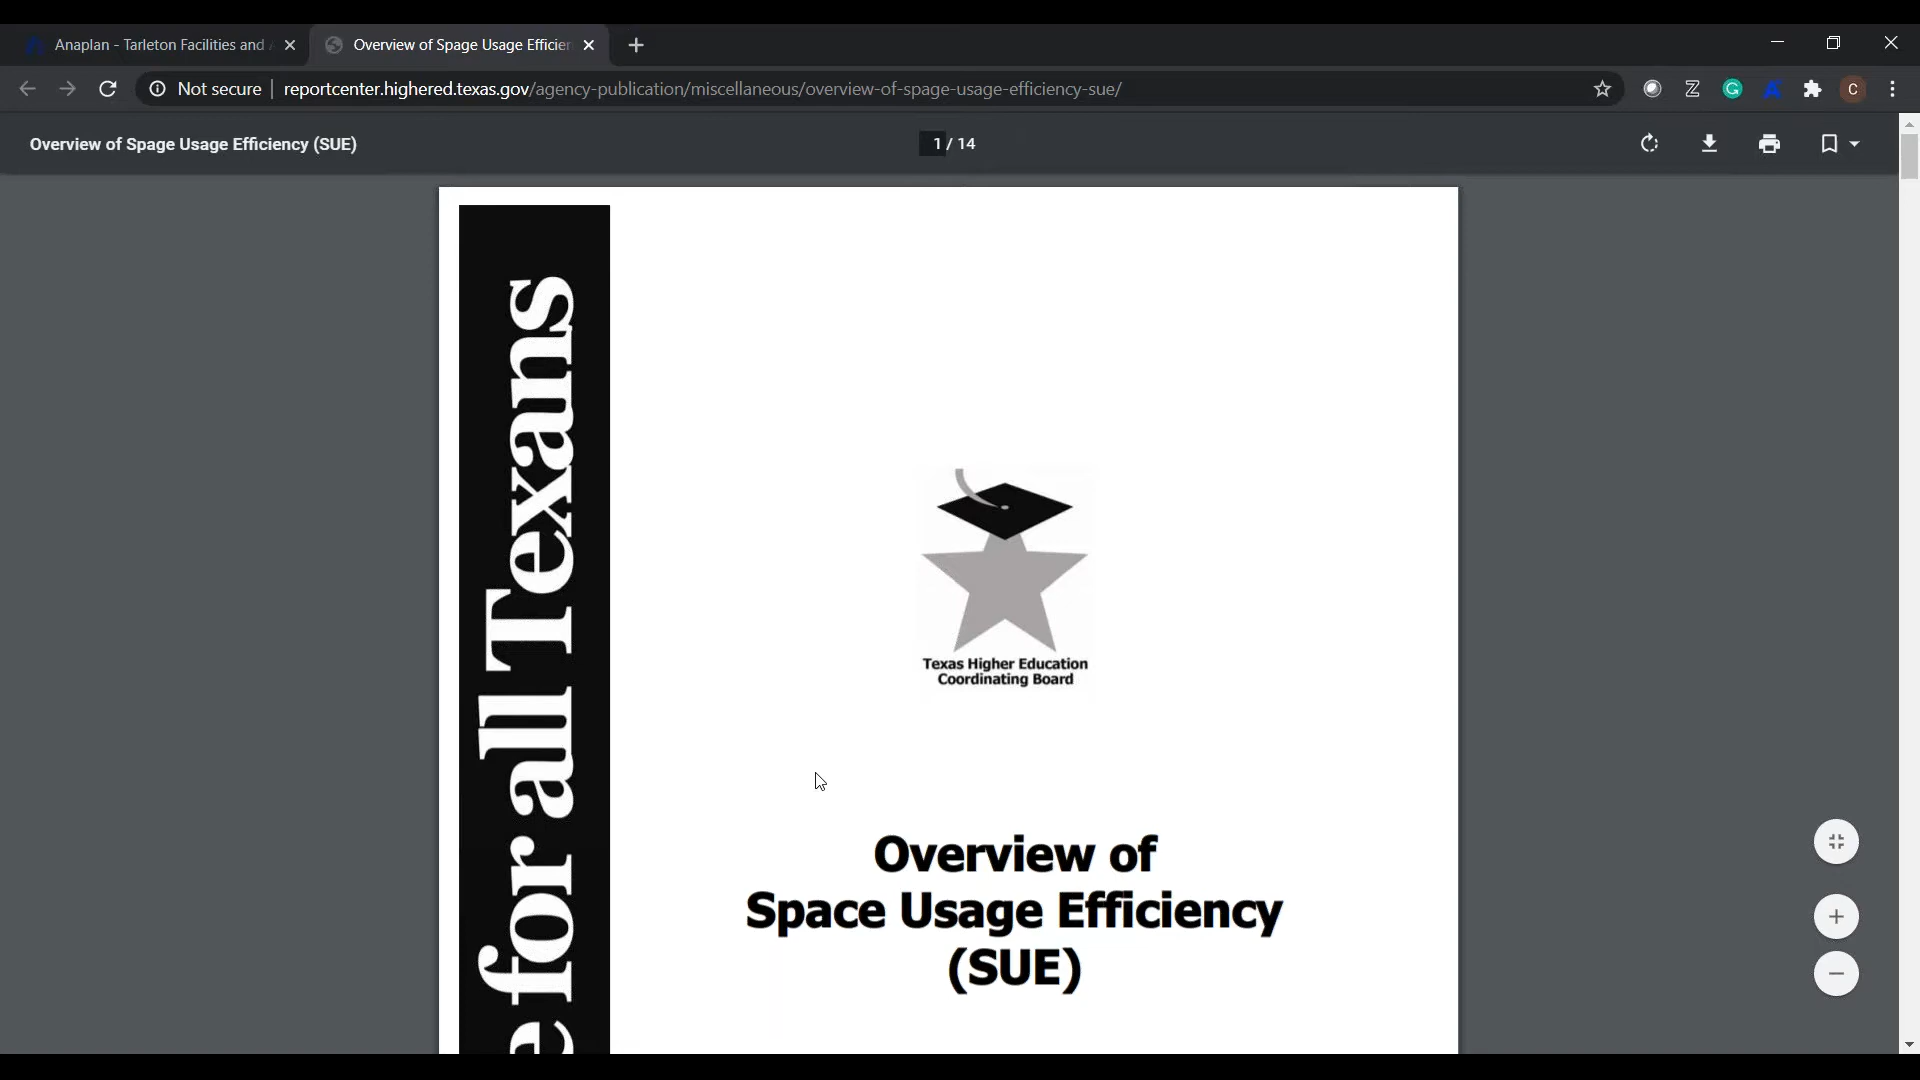 Anaplan - Tarleton Facilities and
Overview of Spage Usage Efficien
Not secure
reportcenter.highered.texas.gov/agency-publication/miscellaneous/overview-of-spage-usage-efficiency-sue/
C
Overview of Spage Usage Efficiency (SUE)
1 / 14
e for all Texans
Texas Higher Education
Coordinating Board
Overview of
Space Usage Efficiency
(SUE)